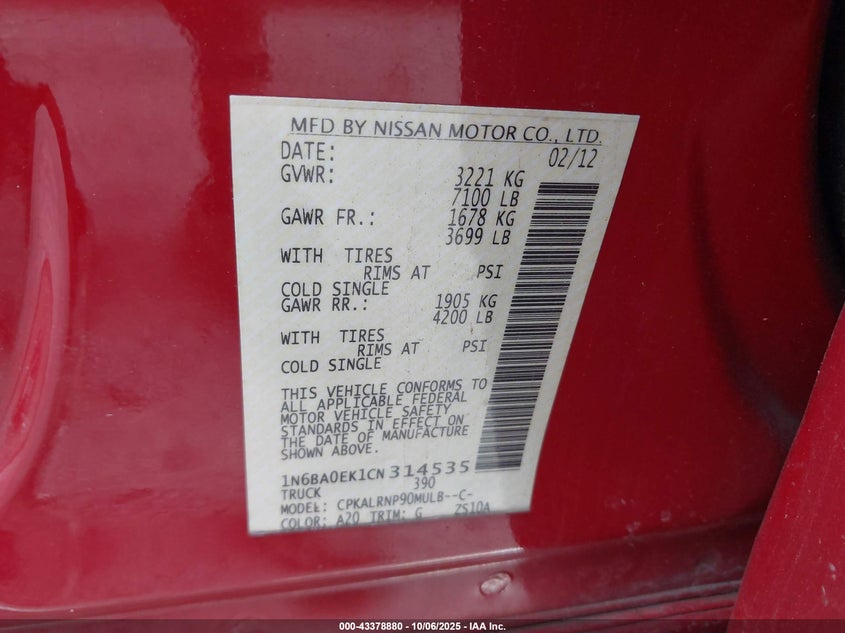 MFD BY NISSAN MOTOR CO., LTD.
DATE: 02/12
GVWR: 3221 KG
7100 LB
GAWR FR.: 1678 KG
3699 LB
WITH TIRES
RIMS AT PSI
COLD SINGLE
GAWR RR.: 1905 KG
4200 LB
WITH TIRES
RIMS AT PSI
COLD SINGLE
THIS VEHICLE CONFORMS TO
ALL APPLICABLE FEDERAL
MOTOR VEHICLE SAFETY
STANDARDS IN EFFECT ON
THE DATE OF MANUFACTURE
SHOWN ABOVE.
1N6BA0EK1CN314535
TRUCK 390
MODEL: CPKALRNP90MULB--C-
COLOR: A20 TRIM: G ZS10A
000-43378880 - 10/06/2025 - IAA Inc.